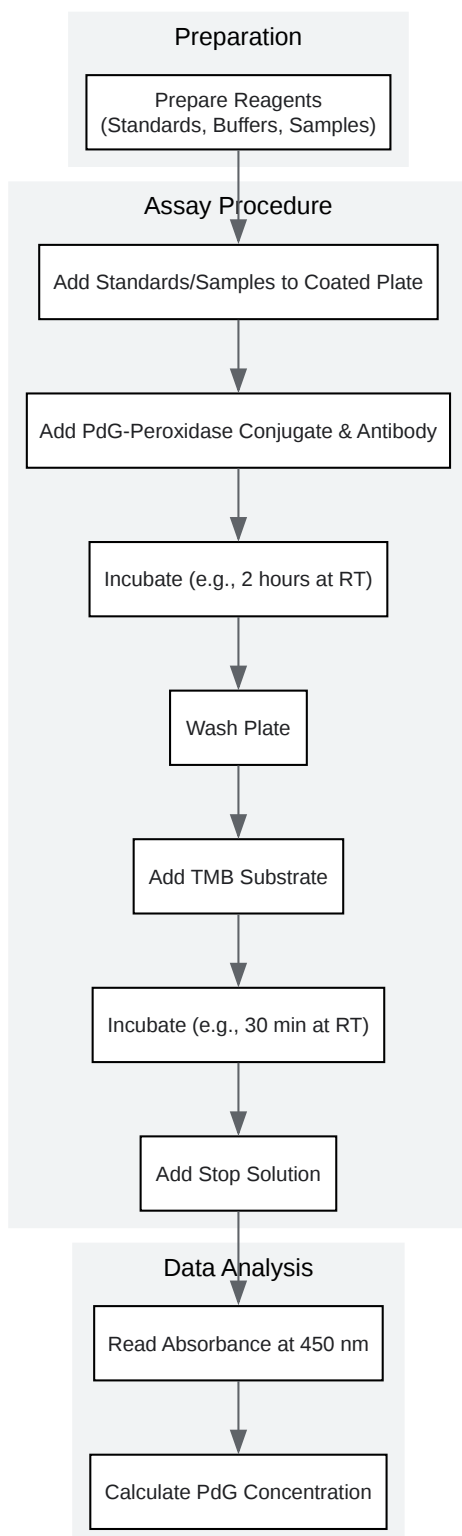 Preparation
Prepare Reagents
(Standards, Buffers, Samples)
Assay Procedure
Add Standards/Samples to Coated Plate
Add PdG-Peroxidase Conjugate & Antibody
Incubate (e.g., 2 hours at RT)
Wash Plate
Add TMB Substrate
Incubate (e.g., 30 min at RT)
Add Stop Solution
Data Analysis
Read Absorbance at 450 nm
Calculate PdG Concentration